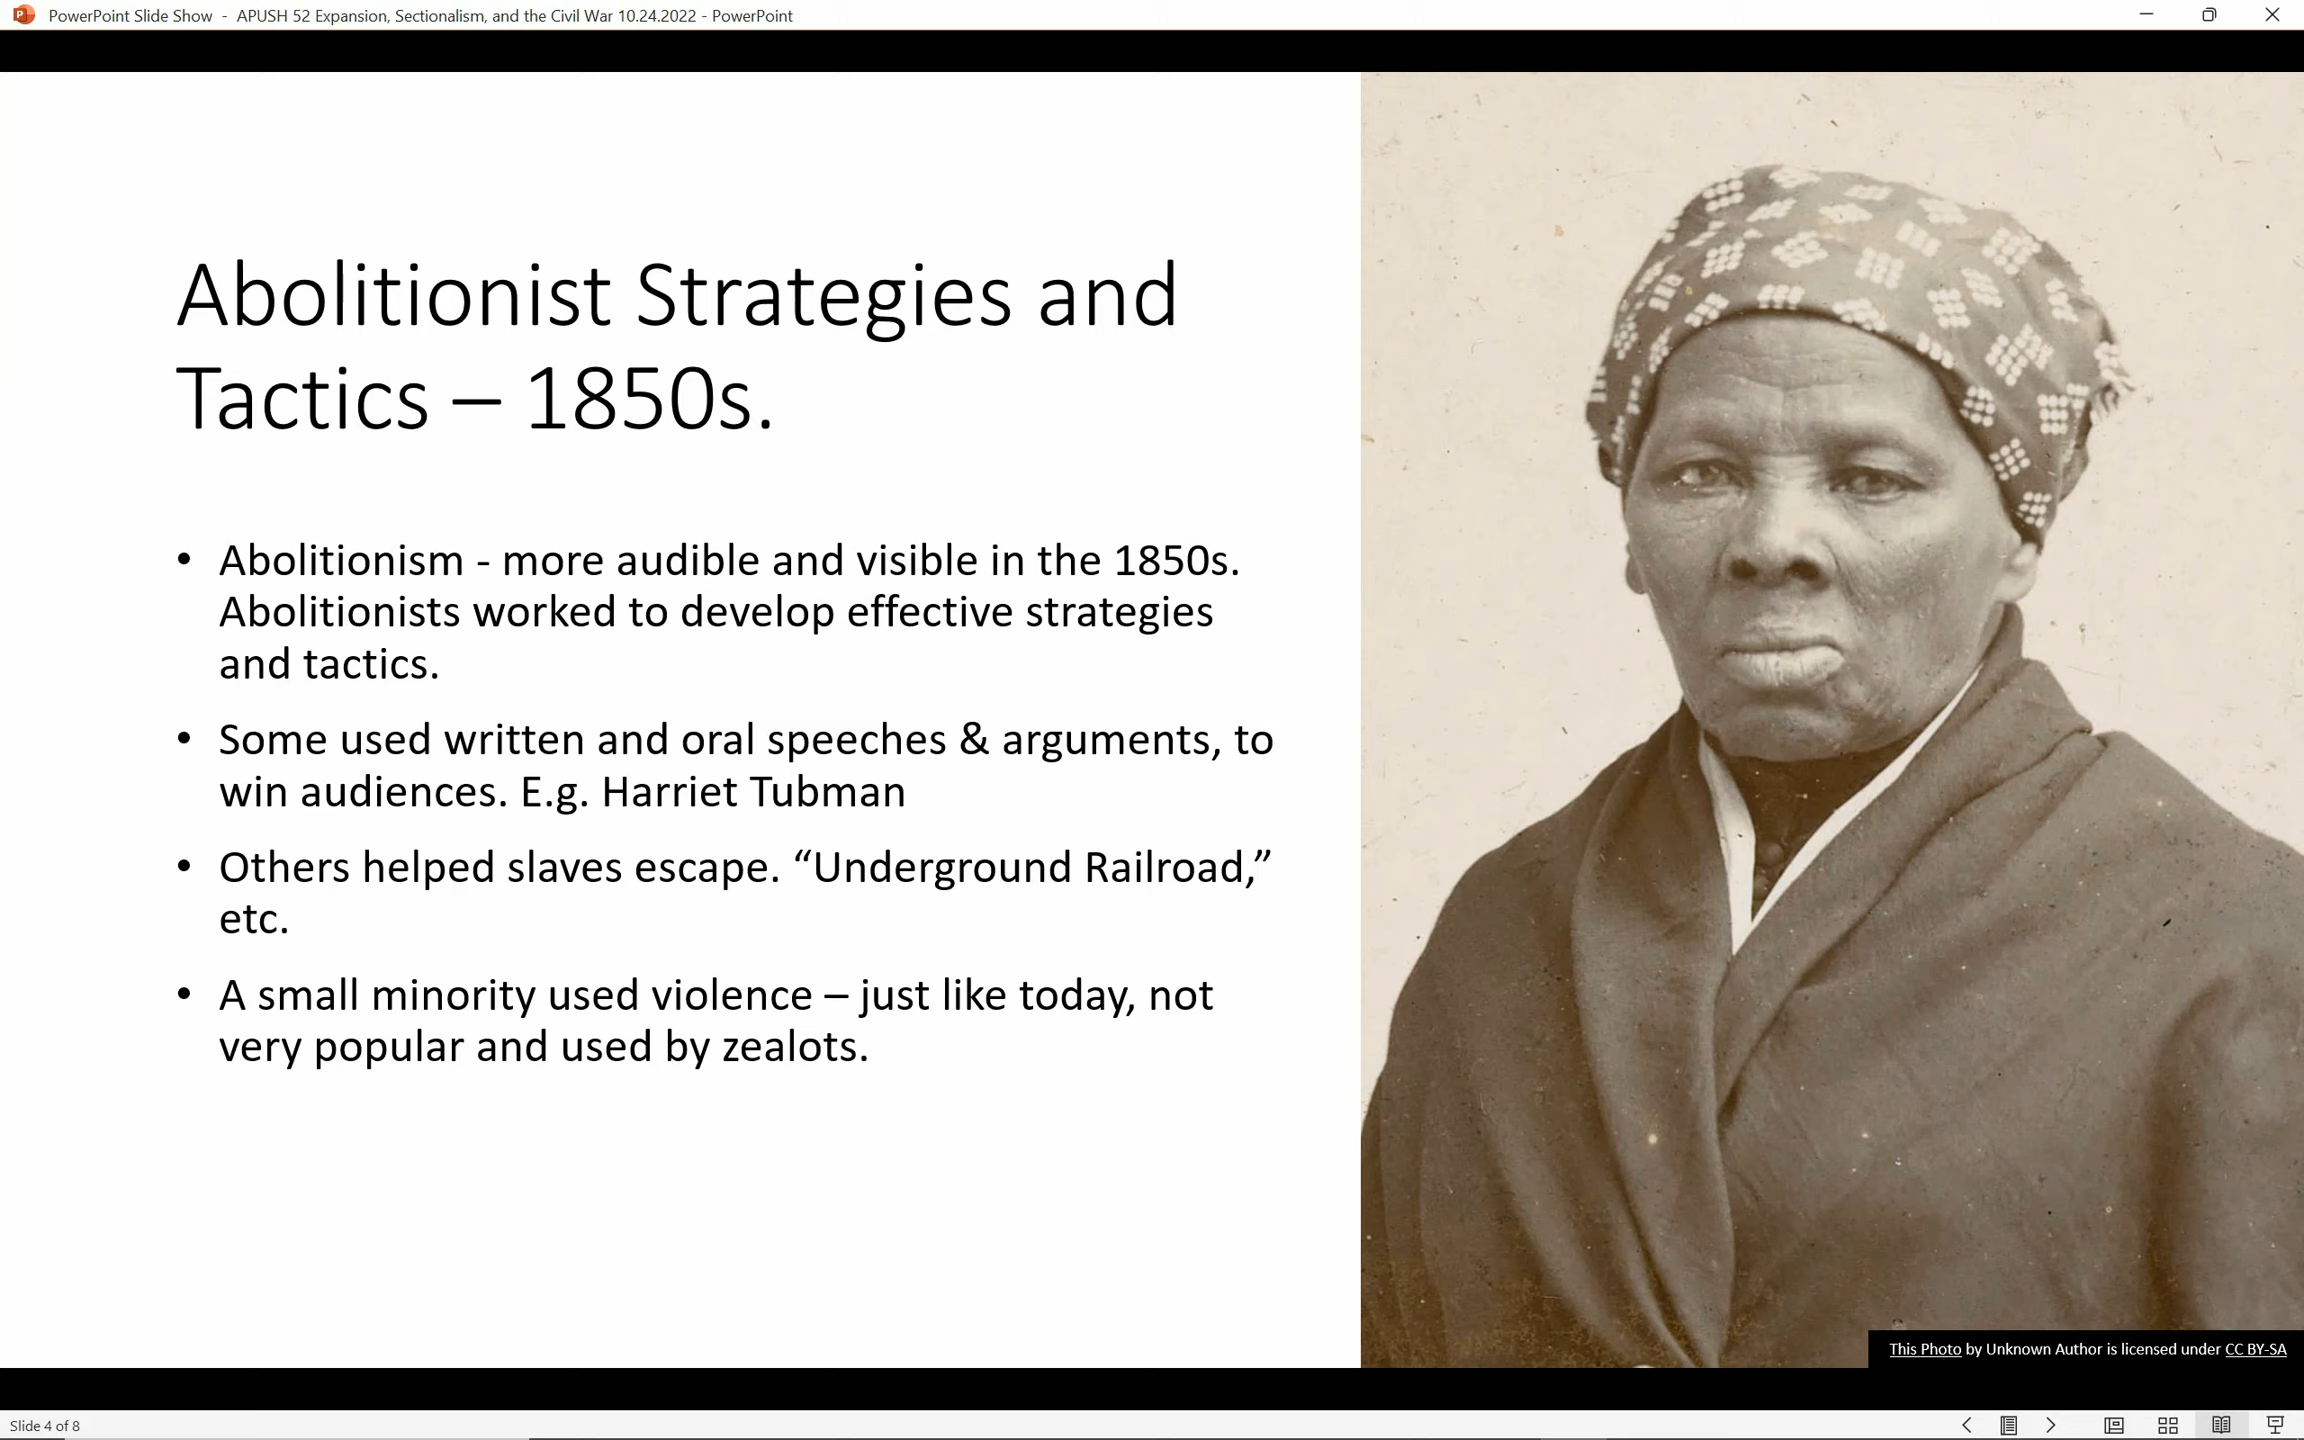 PowerPoint Slide Show - APUSH 52 Expansion, Sectionalism, and the Civil War 10.24.2022 - PowerPoint
Abolitionist Strategies and
Tactics – 1850s.
• Abolitionism - more audible and visible in the 1850s.
Abolitionists worked to develop effective strategies
and tactics.
• Some used written and oral speeches & arguments, to
win audiences. E.g. Harriet Tubman
• Others helped slaves escape. “Underground Railroad,”
etc.
• A small minority used violence – just like today, not
very popular and used by zealots.
This Photo by Unknown Author is licensed under CC BY-SA
Slide 4 of 8